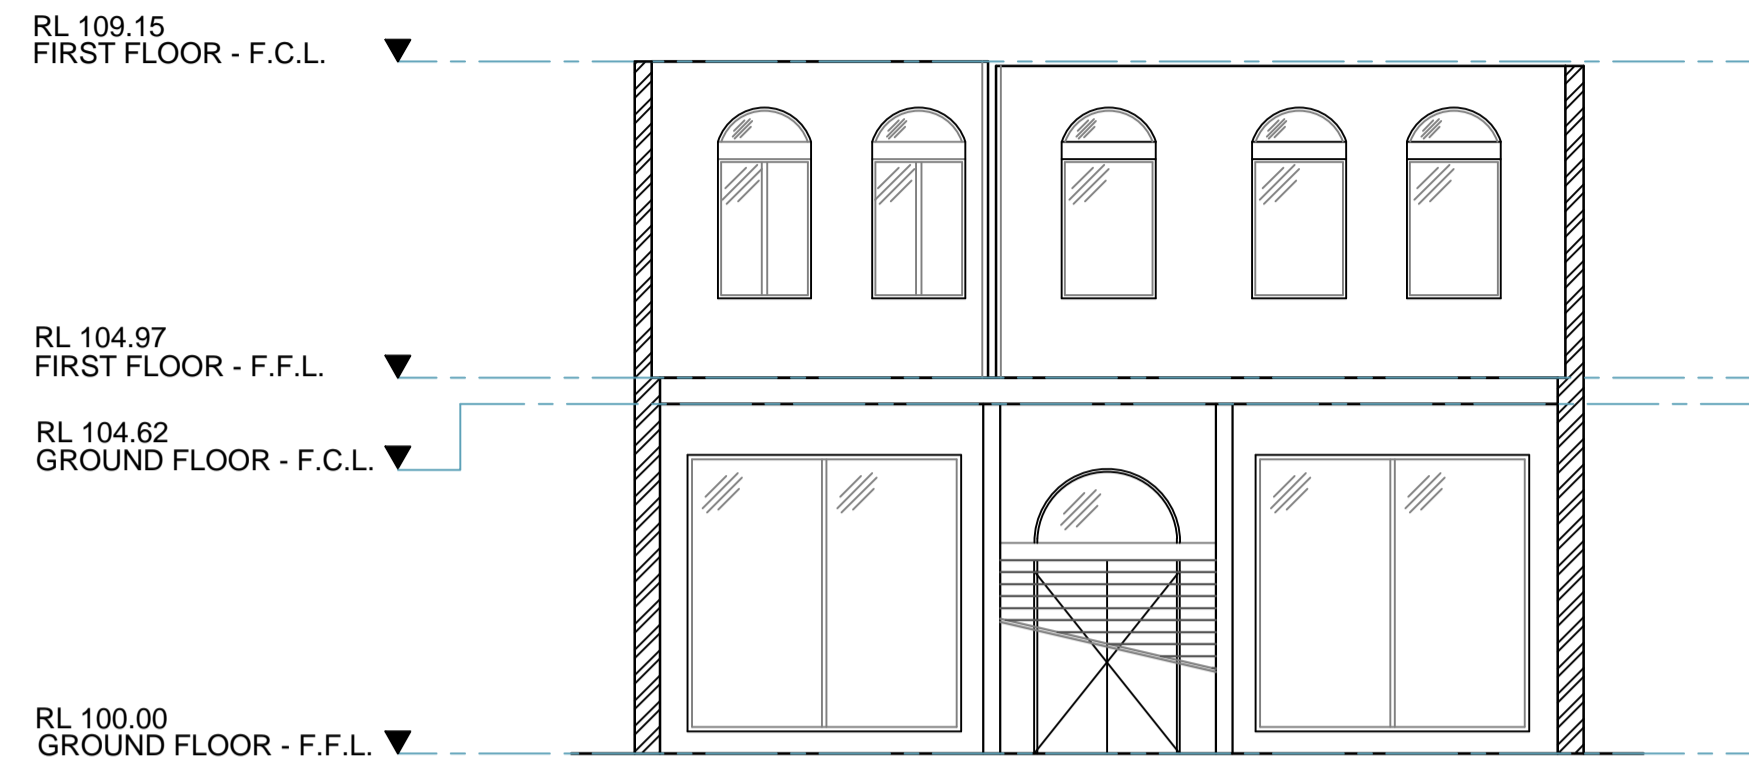 RL 109.15
FIRST FLOOR - F.C.L.
RL 104.97
FIRST FLOOR - F.F.L.
RL 104.62
GROUND FLOOR - F.C.L.
RL 100.00
GROUND FLOOR - F.F.L.